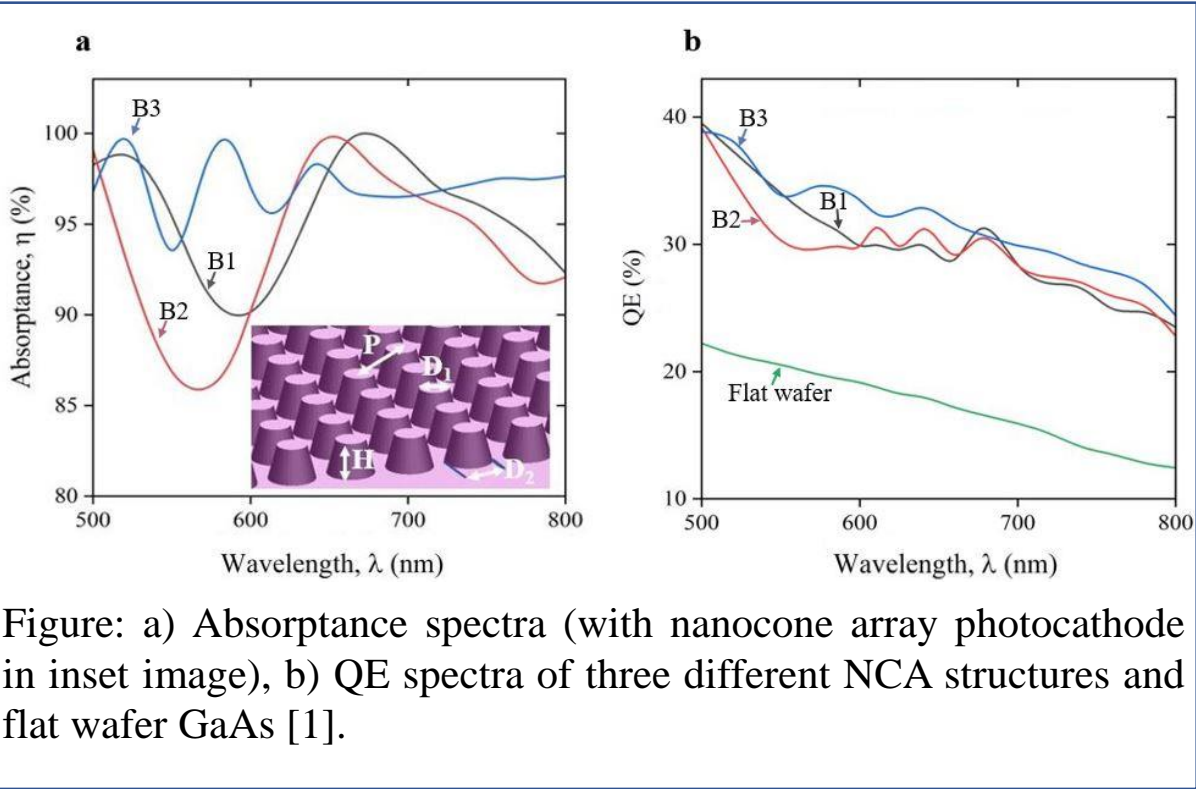 a
100
95
90
85
80
Absorptance, η (%)
B3
B1
B2
P
D₁
H
D₂
500
600
700
800
Wavelength, λ (nm)
b
40
30
20
10
QE (%)
B3
B1
B2
Flat wafer
500
600
700
800
Wavelength, λ (nm)
Figure: a) Absorptance spectra (with nanocone array photocathode
in inset image), b) QE spectra of three different NCA structures and
flat wafer GaAs [1].